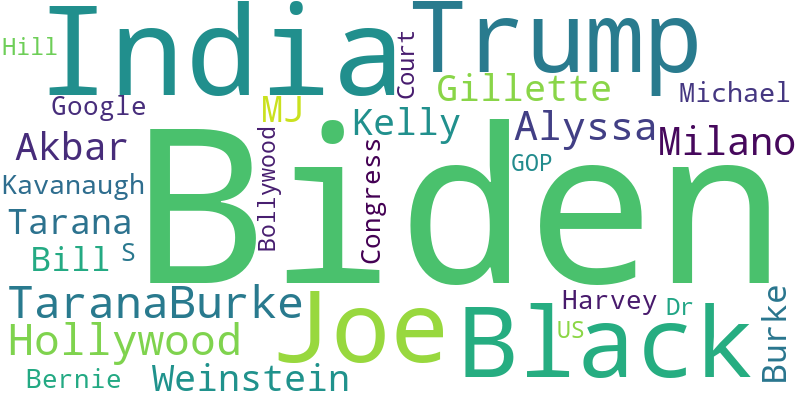 India
Trump
Hill
Court
Google
MJ
Kelly
Gillette
Michael
Akbar
Alyssa
Milano
Biden
GOP
Kavanaugh
Bollywood
Congress
Tarana
S
Bill
TaranaBurke
Joe
Black
Harvey
Dr
US
Burke
Hollywood
Bernie
Weinstein